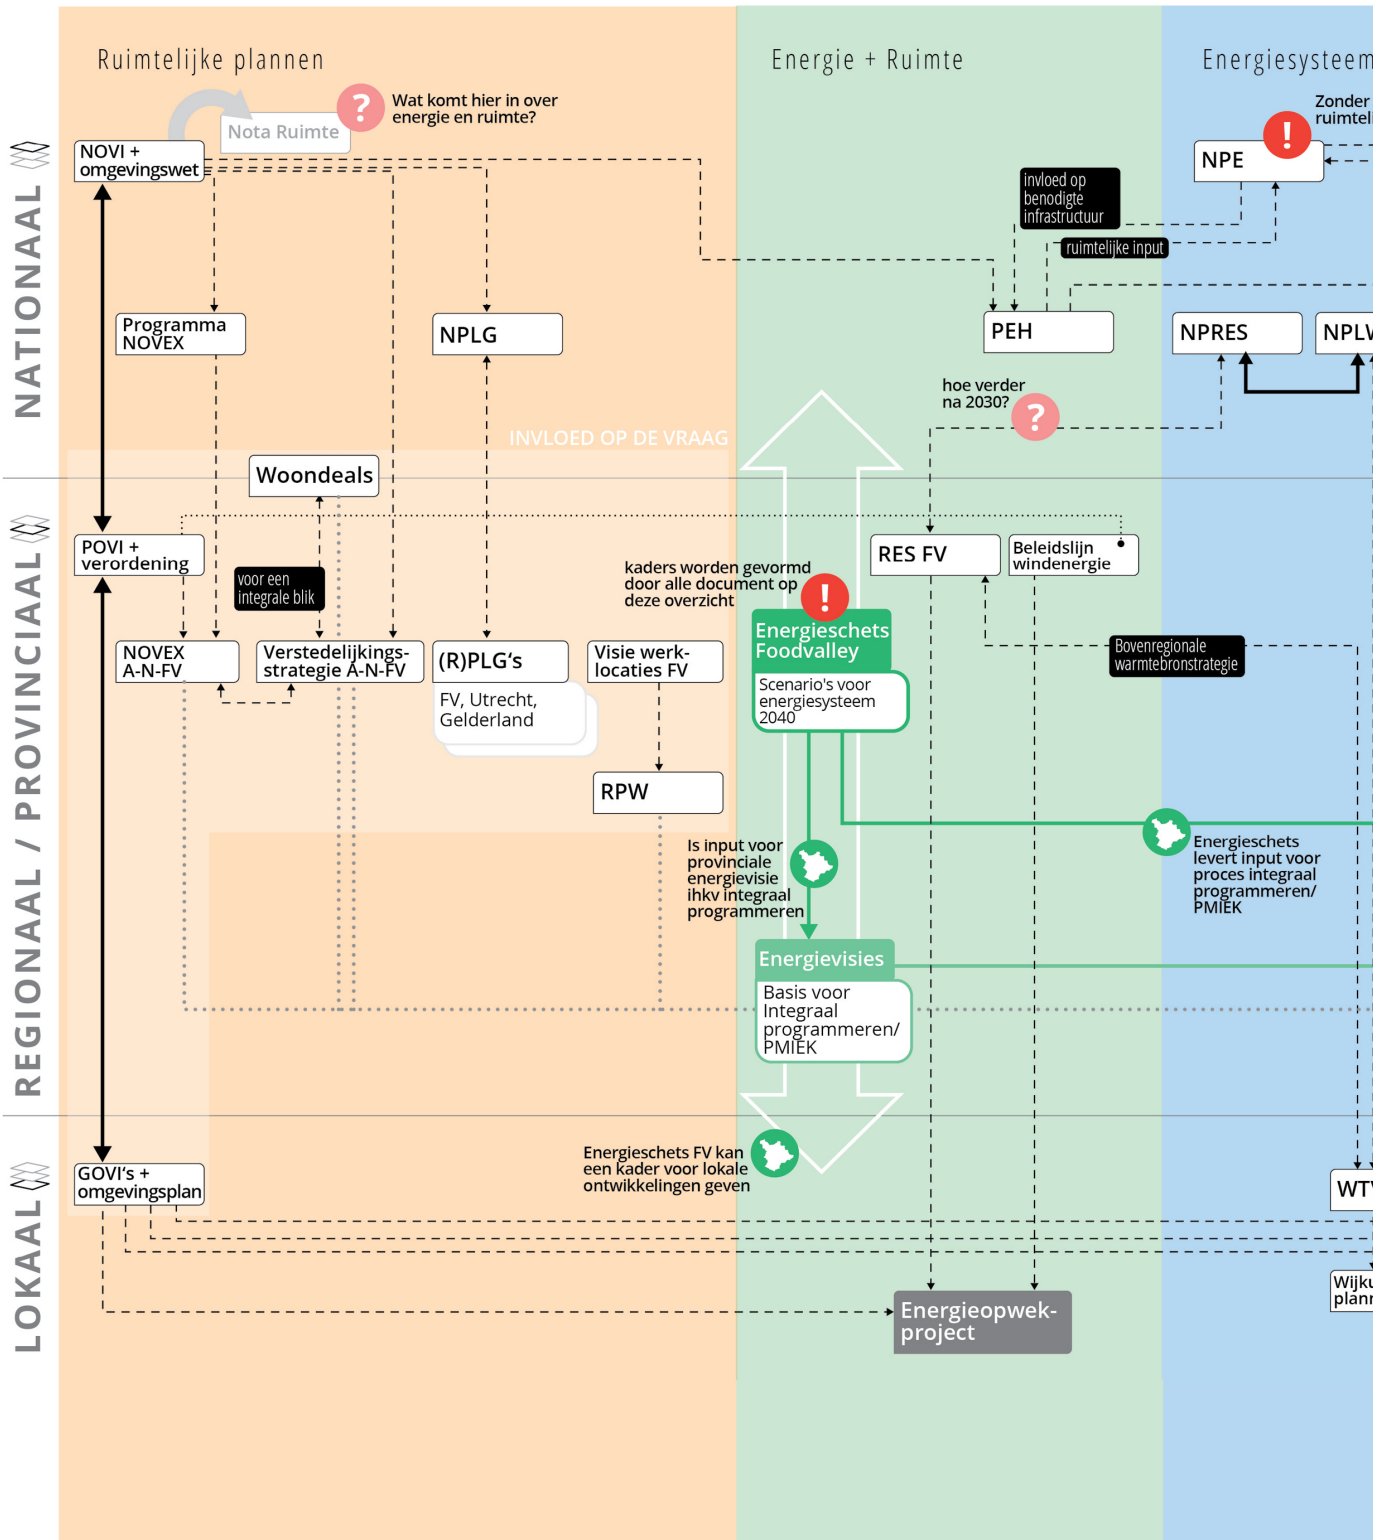 Ruimtelijke plannen
Energie + Ruimte
Energiesysteem
NATIONAAL
REGIONAAL / PROVINCIAAL
LOKAAL
Nota Ruimte
?
Wat komt hier in over
energie en ruimte?
NOVI +
omgevingswet
Zonder
ruimteli
!
NPE
invloed op
benodigte
infrastructuur
ruimtelijke input
Programma
NOVEX
NPLG
PEH
NPRES
NPLW
hoe verder
na 2030?
?
INVLOED OP DE VRAAG
Woondeals
POVI +
verordening
voor een
integrale blik
RES FV
Beleidslijn
windenergie
kaders worden gevormd
door alle document op
deze overzicht
!
Energieschets
Foodvalley
Scenario's voor
energiesysteem
2040
NOVEX
A-N-FV
Verstedelijkings-
strategie A-N-FV
(R)PLG‘s
FV, Utrecht,
Gelderland
Visie werk-
locaties FV
Bovenregionale
warmtebronstrategie
RPW
Is input voor
provinciale
energievisie
ihkv integraal
programmeren
Energieschets
levert input voor
proces integraal
programmeren/
PMIEK
Energievisies
Basis voor
Integraal
programmeren/
PMIEK
Energieschets FV kan
een kader voor lokale
ontwikkelingen geven
GOVI‘s +
omgevingsplan
WTV
Wijku
plann
Energieopwek-
project